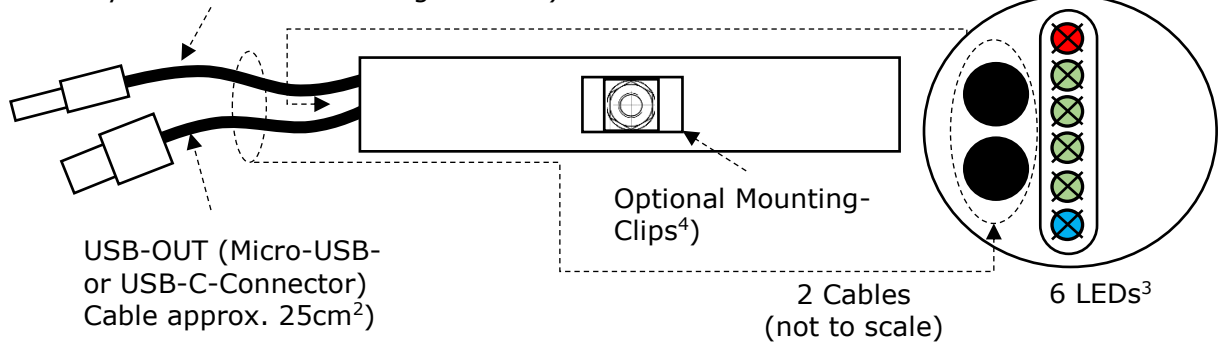 USB-OUT (Micro-USB-
or USB-C-Connector)
Cable approx. 25cm²)
Optional Mounting-
Clips⁴)
2 Cables
(not to scale)
6 LEDs³